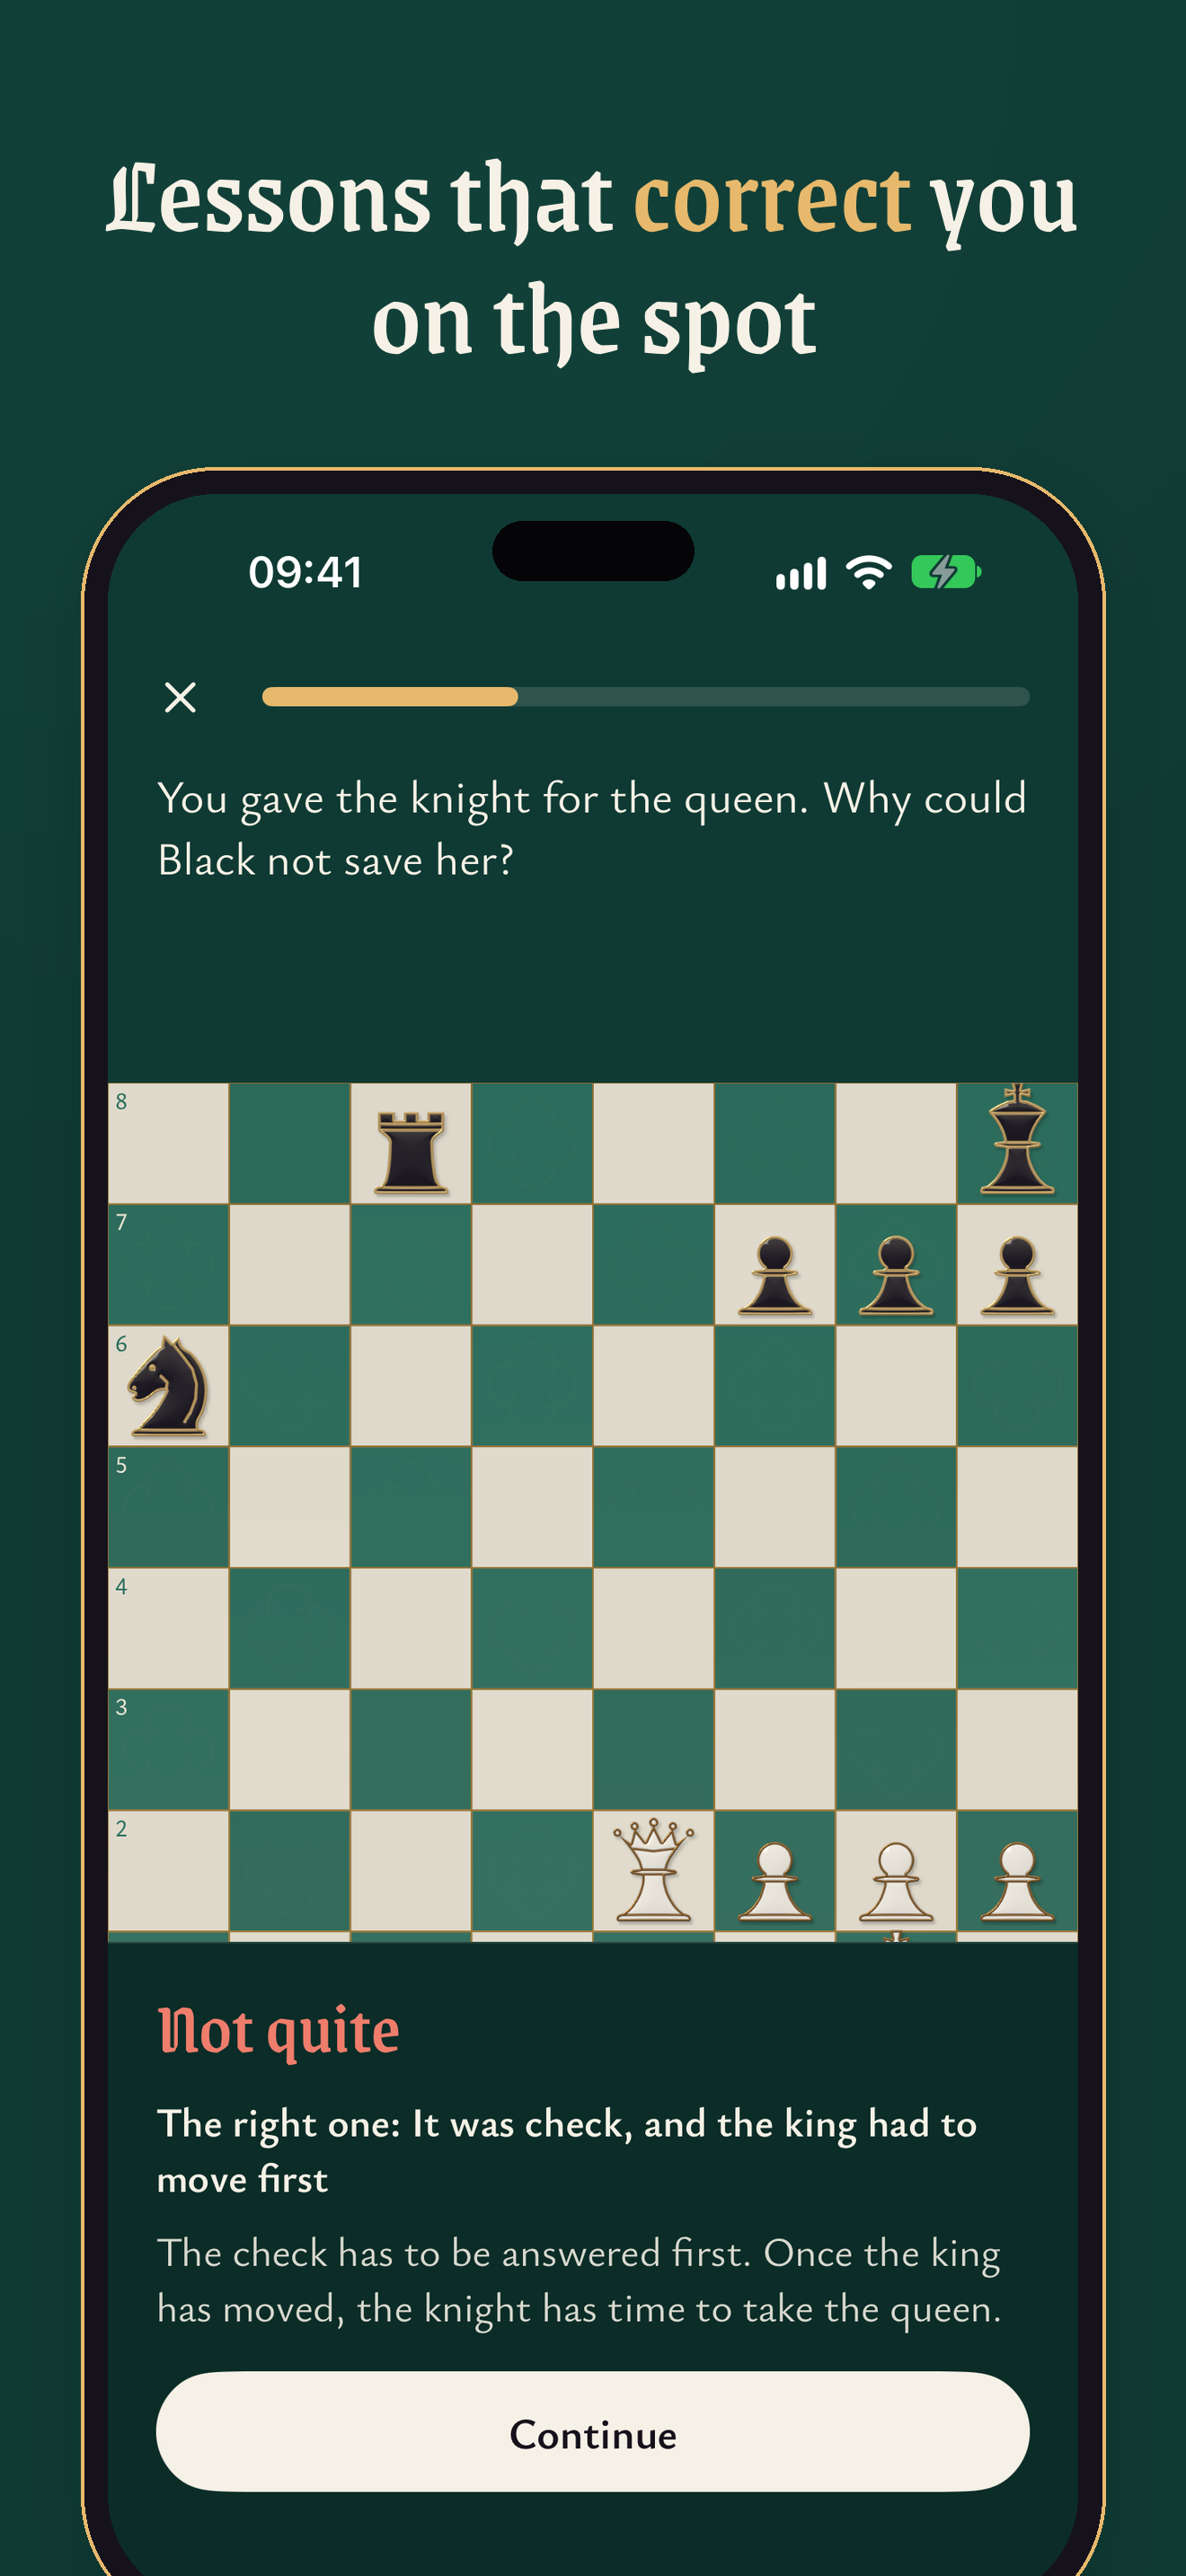 Lessons that correct you
on the spot
09:41
You gave the knight for the queen. Why could
Black not save her?
8
7
6
5
4
3
2
Not quite
The right one: It was check, and the king had to
move first
The check has to be answered first. Once the king
has moved, the knight has time to take the queen.
Continue